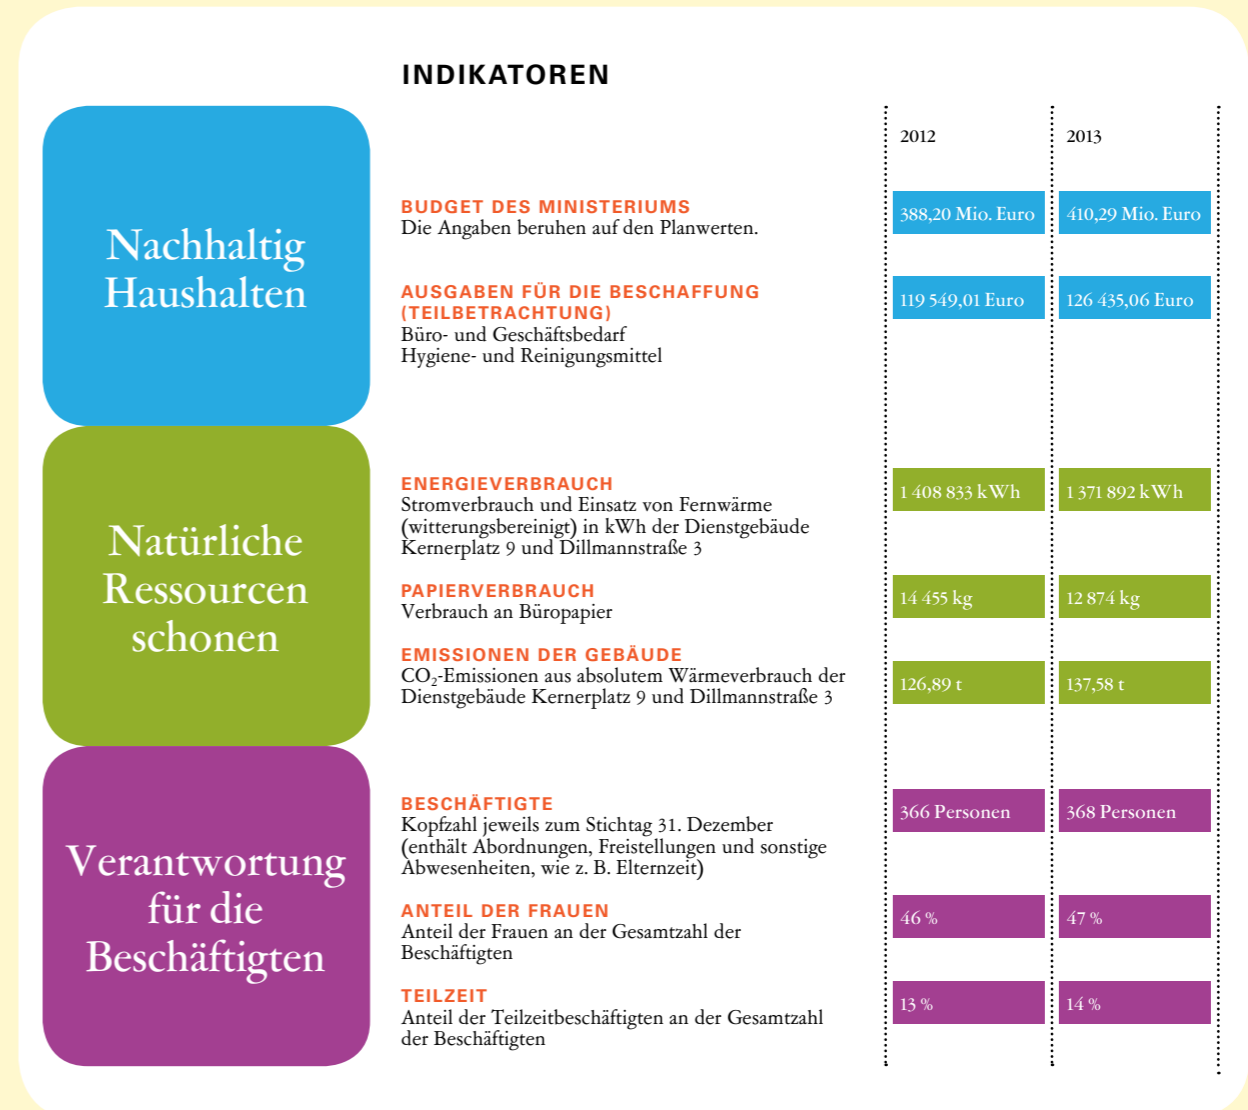 INDIKATOREN
2012
2013
Nachhaltig
Haushalten
BUDGET DES MINISTERIUMS
Die Angaben beruhen auf den Planwerten.
388,20 Mio. Euro
410,29 Mio. Euro
AUSGABEN FÜR DIE BESCHAFFUNG
(TEILBETRACHTUNG)
Büro- und Geschäftsbedarf
Hygiene- und Reinigungsmittel
119 549,01 Euro
126 435,06 Euro
Natürliche
Ressourcen
schonen
ENERGIEVERBRAUCH
Stromverbrauch und Einsatz von Fernwärme
(witterungsbereinigt) in kWh der Dienstgebäude
Kernerplatz 9 und Dillmannstraße 3
1 408 833 kWh
1 371 892 kWh
PAPIERVERBRAUCH
Verbrauch an Büropapier
14 455 kg
12 874 kg
EMISSIONEN DER GEBÄUDE
CO₂-Emissionen aus absolutem Wärmeverbrauch der
Dienstgebäude Kernerplatz 9 und Dillmannstraße 3
126,89 t
137,58 t
Verantwortung
für die
Beschäftigten
BESCHÄFTIGTE
Kopfzahl jeweils zum Stichtag 31. Dezember
(enthält Abordnungen, Freistellungen und sonstige
Abwesenheiten, wie z. B. Elternzeit)
366 Personen
368 Personen
ANTEIL DER FRAUEN
Anteil der Frauen an der Gesamtzahl der
Beschäftigten
46 %
47 %
TEILZEIT
Anteil der Teilzeitbeschäftigten an der Gesamtzahl
der Beschäftigten
13 %
14 %